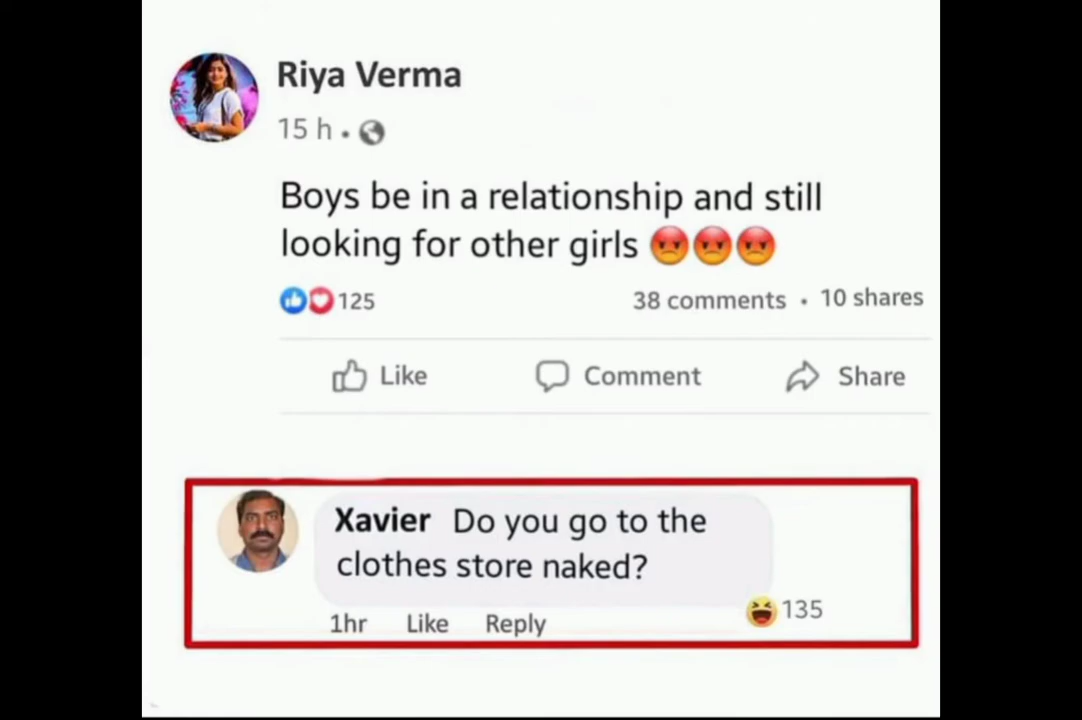 Riya Verma
15 h •
Boys be in a relationship and still
looking for other girls 😡😡😡
125
38 comments • 10 shares
Like
Comment
Share
Xavier Do you go to the
clothes store naked?
135
1hr Like Reply